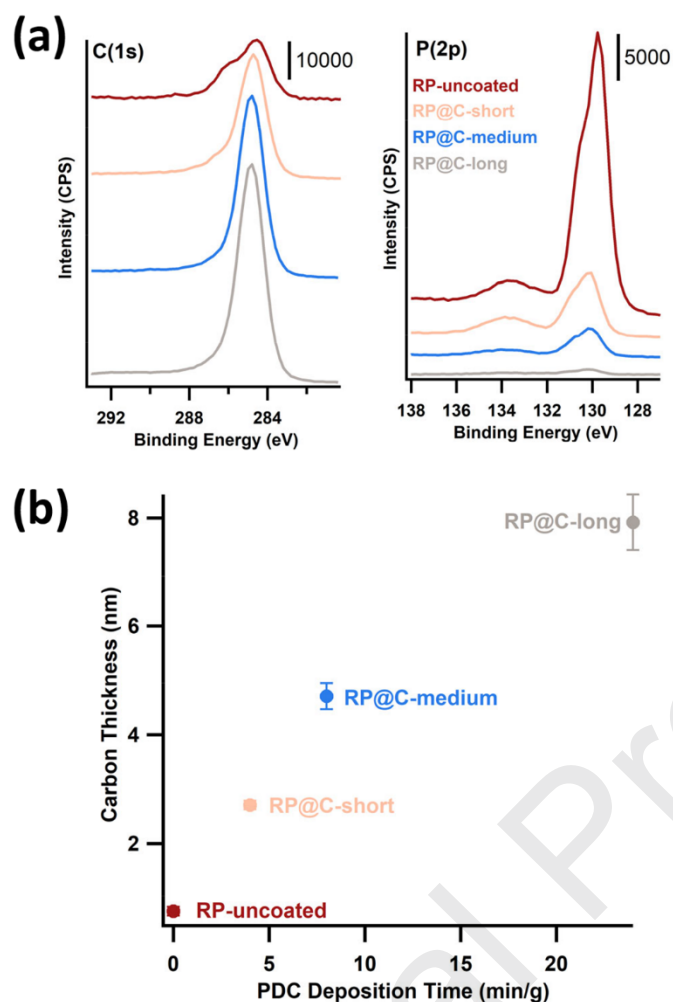 (a)
C(1s)
10000
Intensity (CPS)
292
288
284
Binding Energy (eV)
P(2p)
5000
RP-uncoated
RP@C-short
RP@C-medium
RP@C-long
Intensity (CPS)
138
136
134
132
130
128
Binding Energy (eV)
(b)
Carbon Thickness (nm)
8
6
4
2
RP@C-long
RP@C-medium
RP@C-short
RP-uncoated
0
5
10
15
20
PDC Deposition Time (min/g)